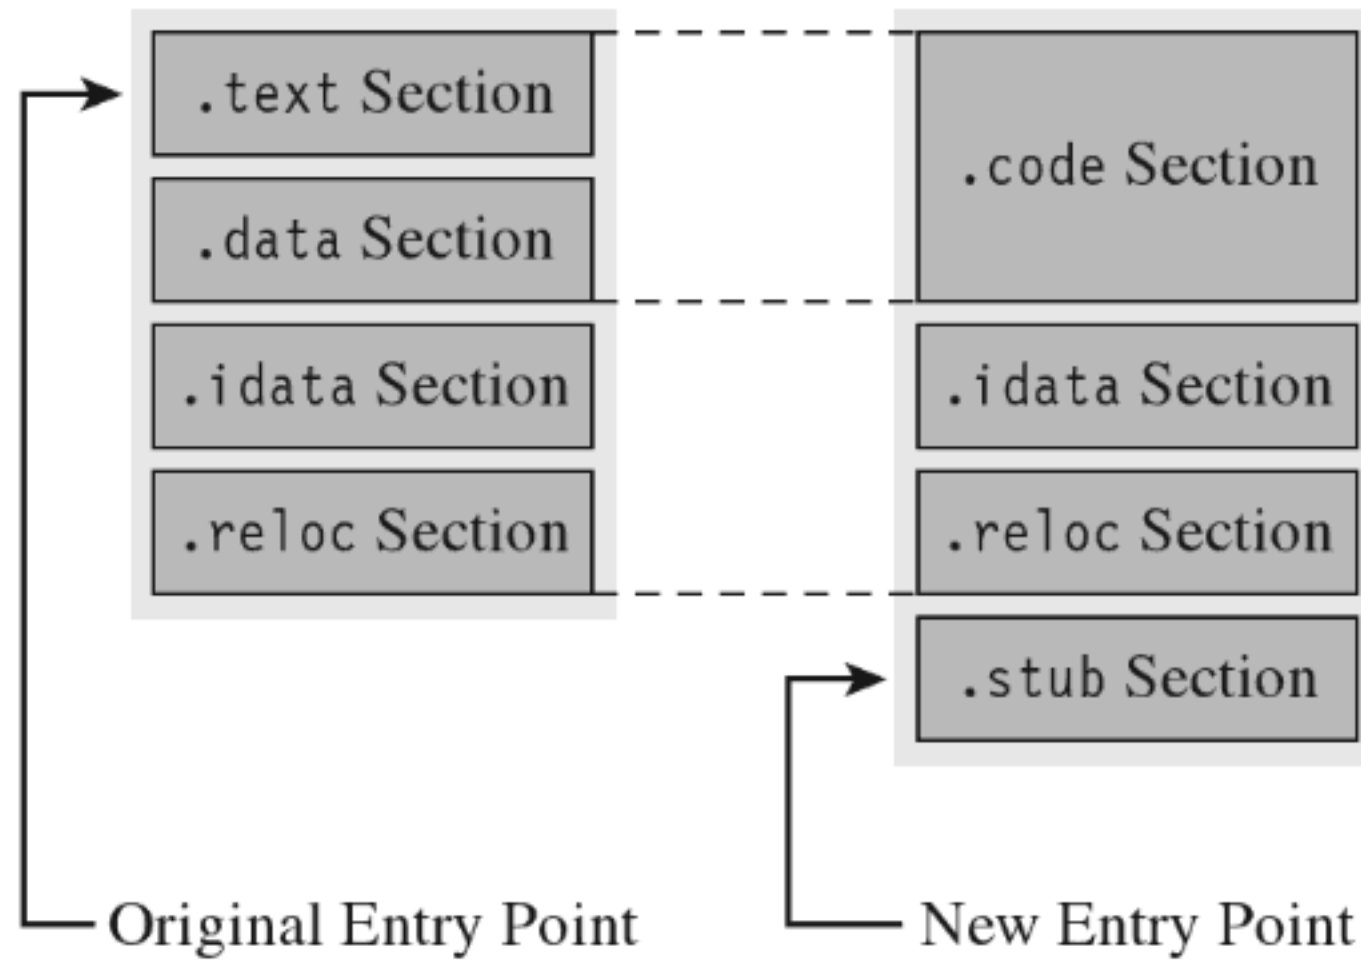 .text Section
.data Section
.idata Section
.reloc Section
Original Entry Point
.code Section
.idata Section
.reloc Section
.stub Section
New Entry Point